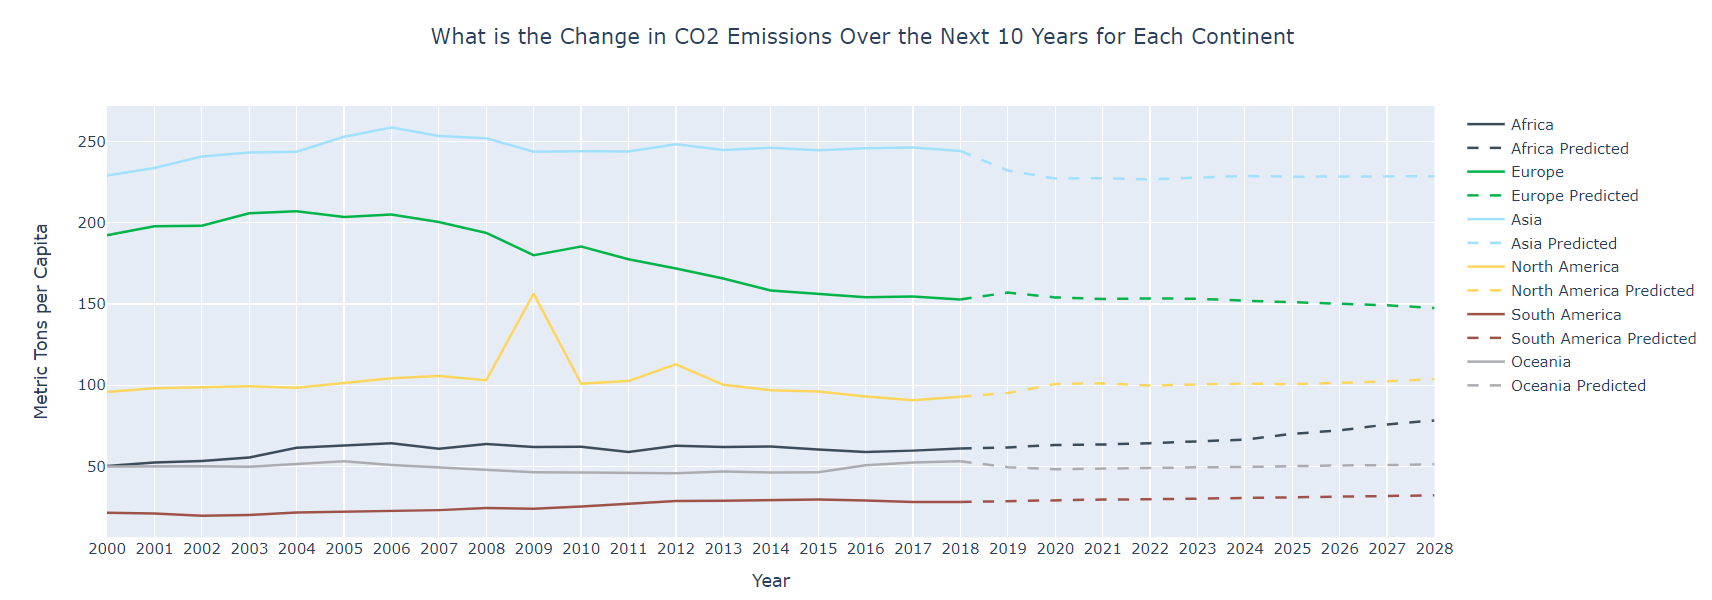 What is the Change in CO2 Emissions Over the Next 10 Years for Each Continent
Metric Tons per Capita
250
200
150
100
50
2000 2001 2002 2003 2004 2005 2006 2007 2008 2009 2010 2011 2012 2013 2014 2015 2016 2017 2018 2019 2020 2021 2022 2023 2024 2025 2026 2027 2028
Year
Africa
Africa Predicted
Europe
Europe Predicted
Asia
Asia Predicted
North America
North America Predicted
South America
South America Predicted
Oceania
Oceania Predicted